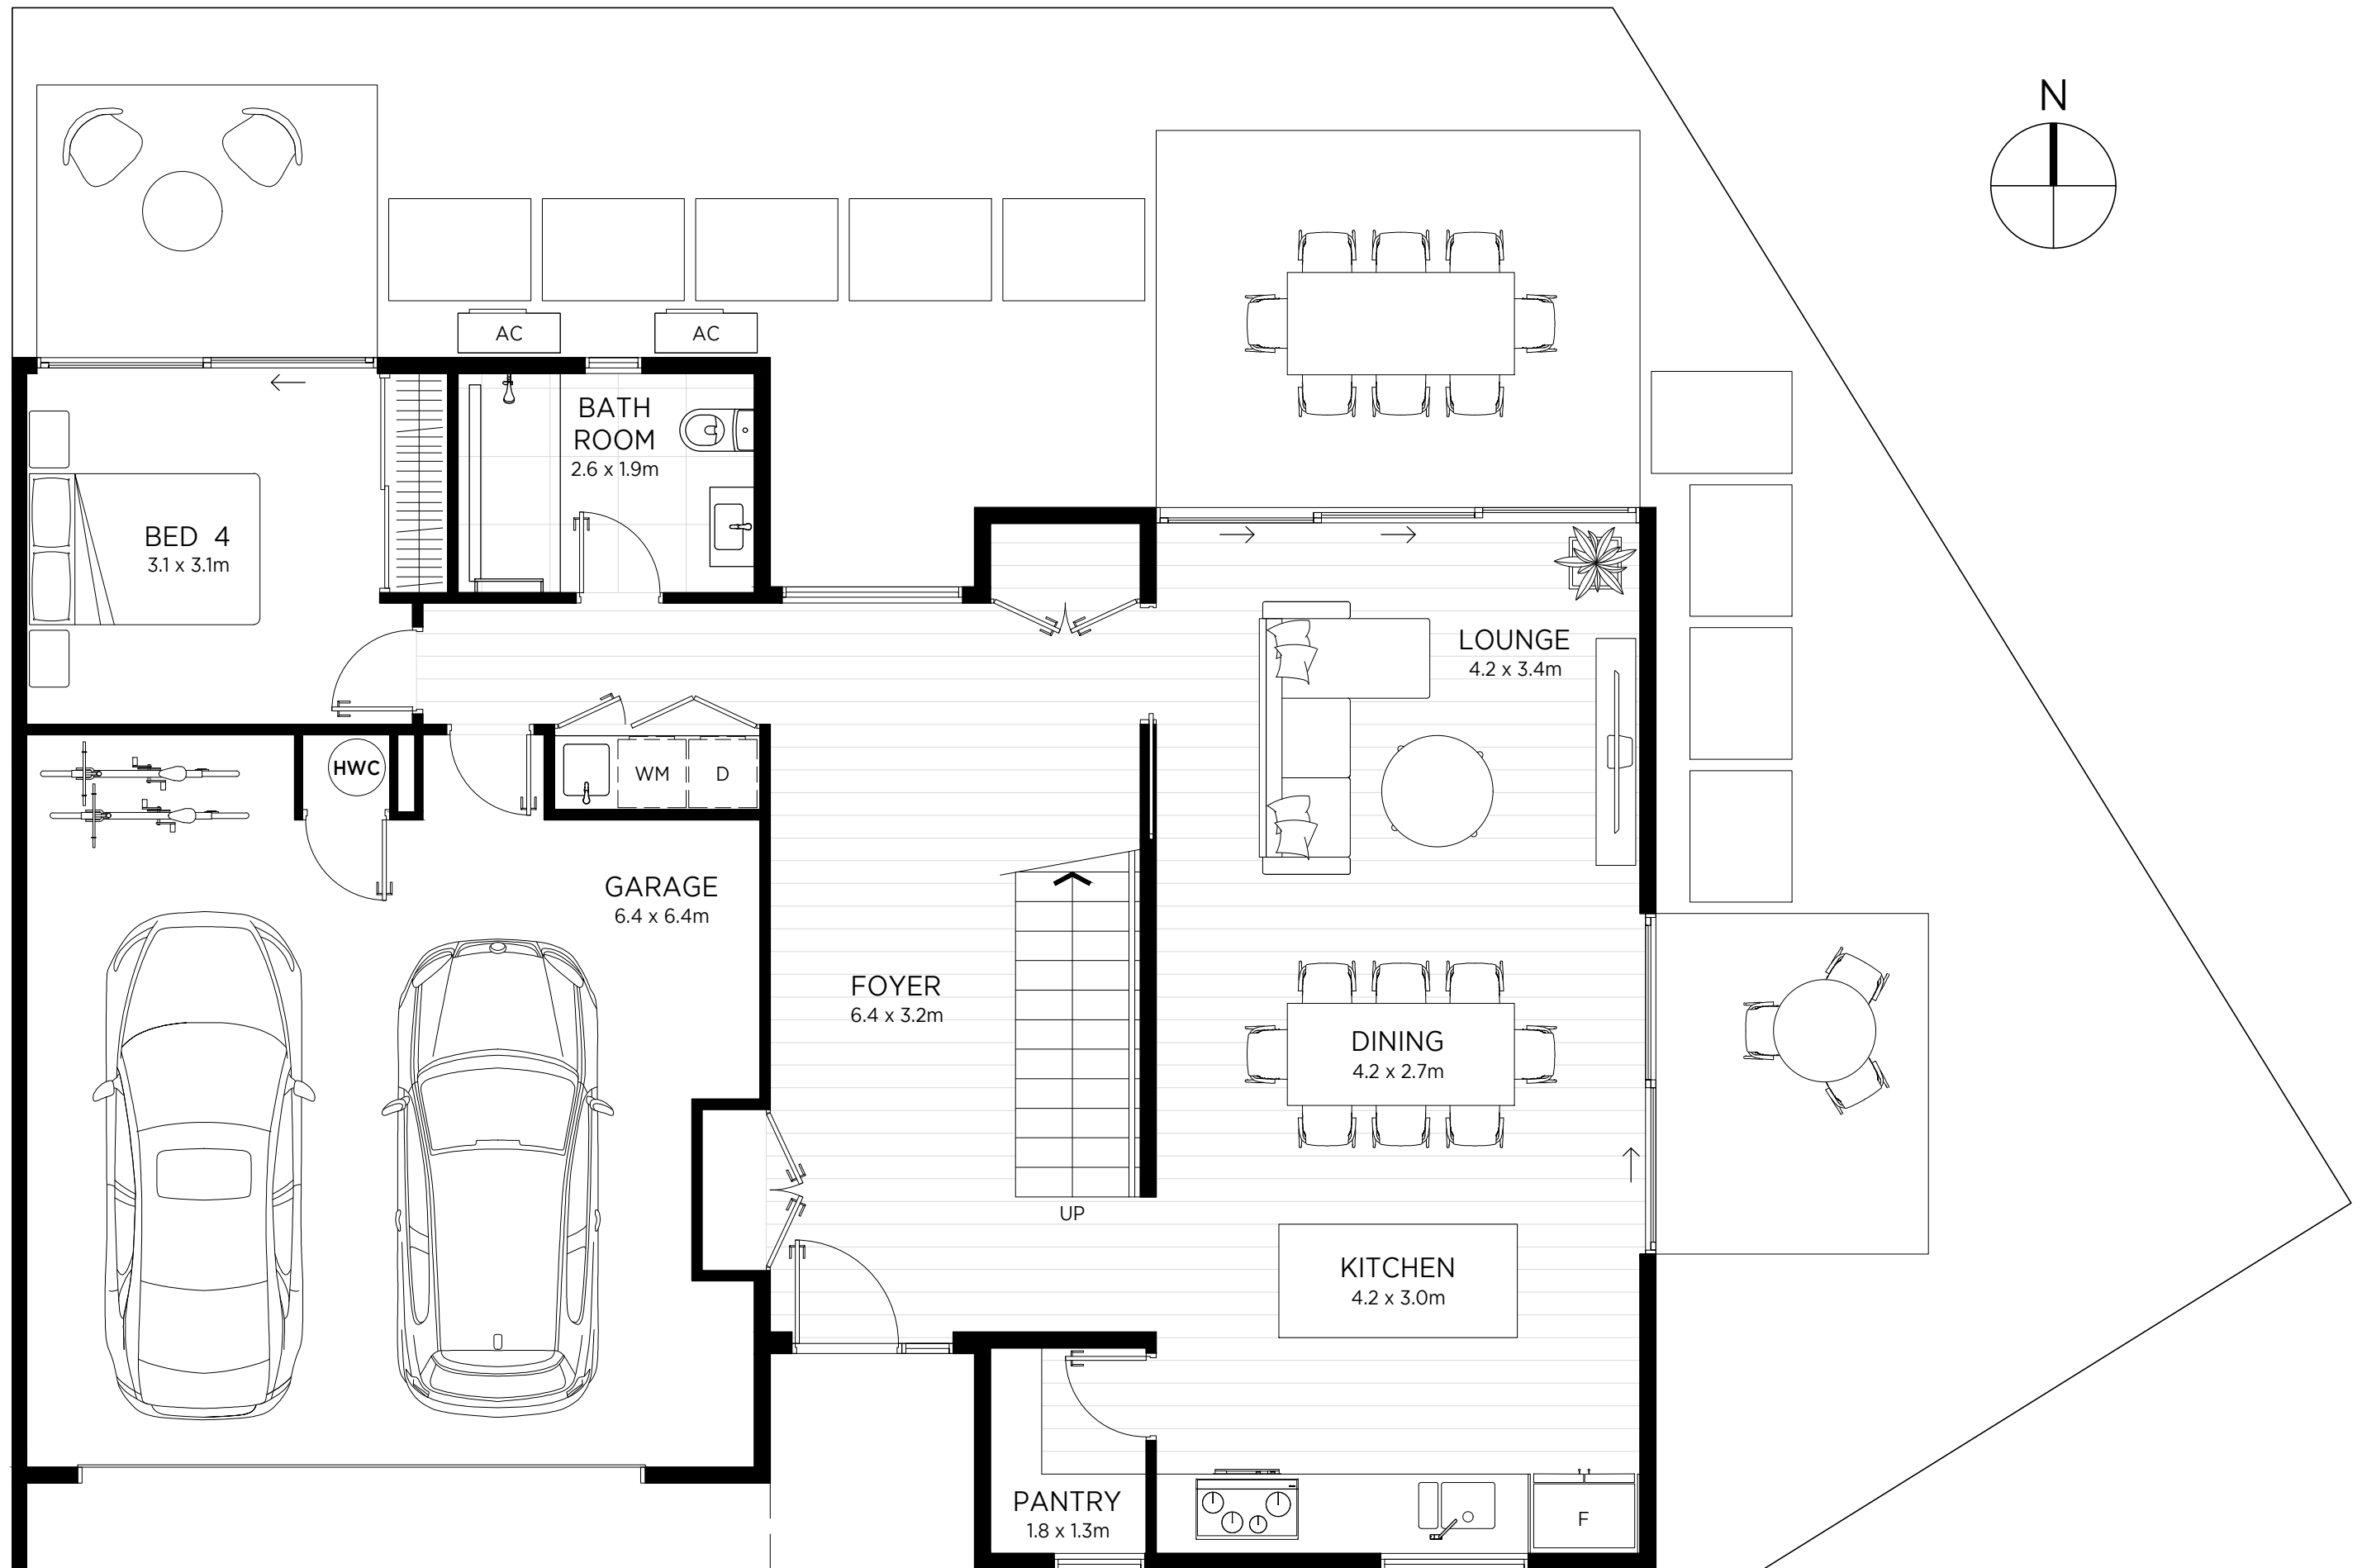 N
AC
AC
BATH
ROOM
2.6 x 1.9m
BED 4
3.1 x 3.1m
LOUNGE
4.2 x 3.4m
HWC
WM
D
GARAGE
6.4 x 6.4m
FOYER
6.4 x 3.2m
DINING
4.2 x 2.7m
UP
KITCHEN
4.2 x 3.0m
PANTRY
1.8 x 1.3m
F